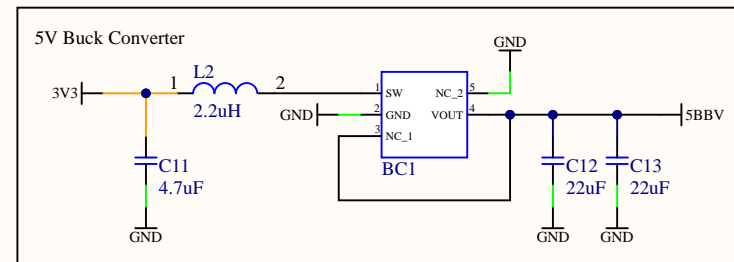 5V Buck Converter
GND
L2
3V3
1
2
2.2uH
1
SW
NC_2
5
GND
2
GND
VOUT
4
5BBV
3
NC_1
BC1
C11
4.7uF
C12
22uF
C13
22uF
GND
GND
GND